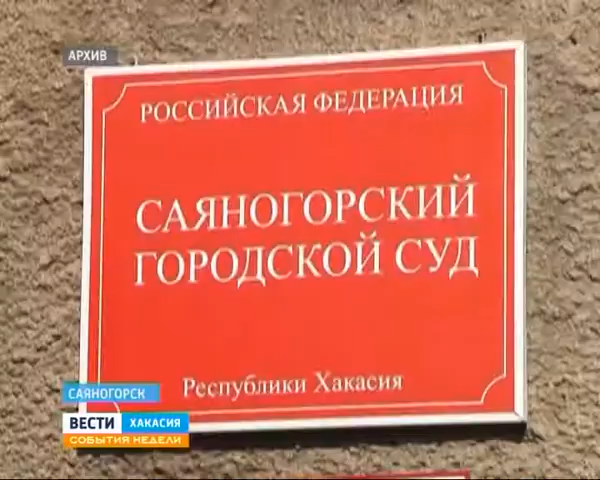 АРХИВ
РОССИЙСКАЯ ФЕДЕРАЦИЯ
САЯНОГОРСКИЙ
ГОРОДСКОЙ СУД
Республики Хакасия
САЯНОГОРСК
ВЕСТИ ХАКАСИЯ
СОБЫТИЯ НЕДЕЛИ